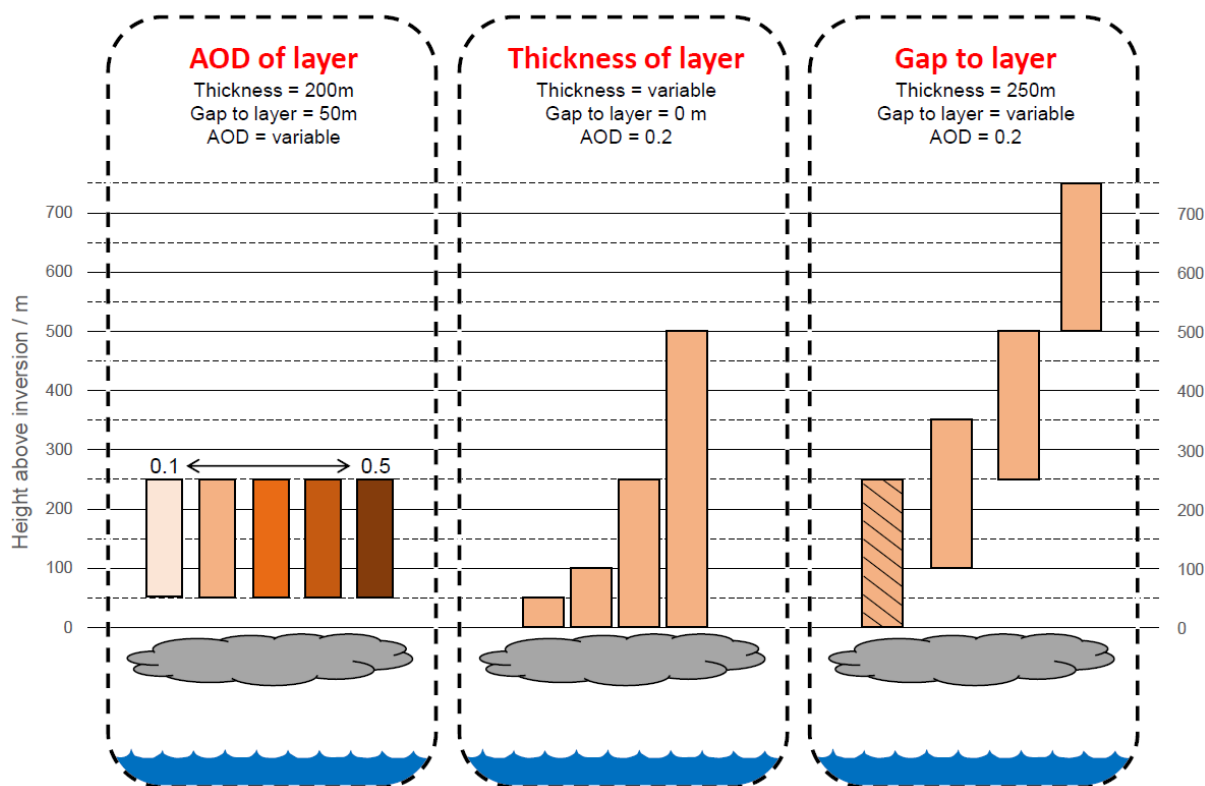 AOD of layer
Thickness = 200m
Gap to layer = 50m
AOD = variable
Thickness of layer
Thickness = variable
Gap to layer = 0 m
AOD = 0.2
Gap to layer
Thickness = 250m
Gap to layer = variable
AOD = 0.2
Height above inversion / m
700
600
500
400
300
200
100
0
0.1
0.5
700
600
500
400
300
200
100
0